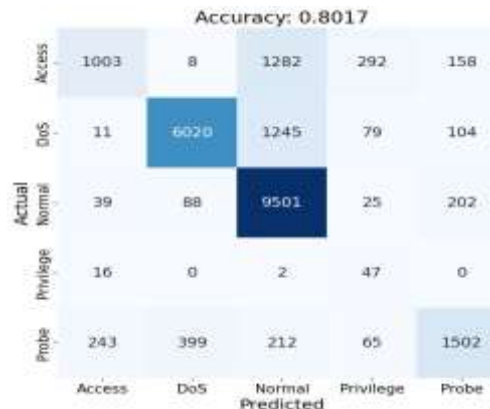 Accuracy: 0.8017
Actual
Access 1003 8 1282 292 158
DoS 11 6020 1245 79 104
Normal 39 88 9501 25 202
Privilege 16 0 2 47 0
Probe 243 399 212 65 1502
Access DoS Normal Privilege Probe
Predicted